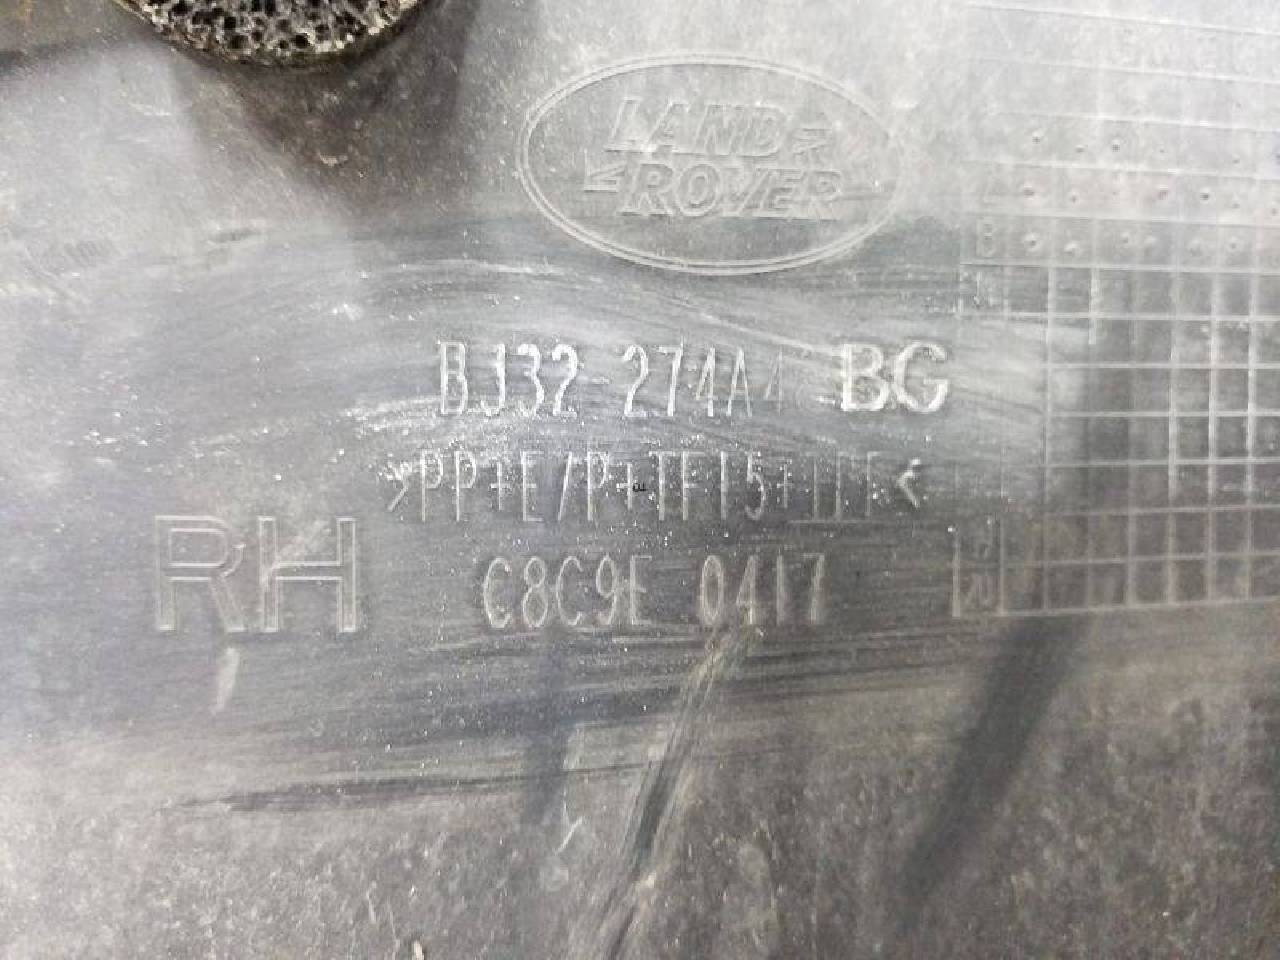 LAND
ROVER
BJ32 274A4 BG
>PP+E/P+TF15+
RH
C8C9E 0417